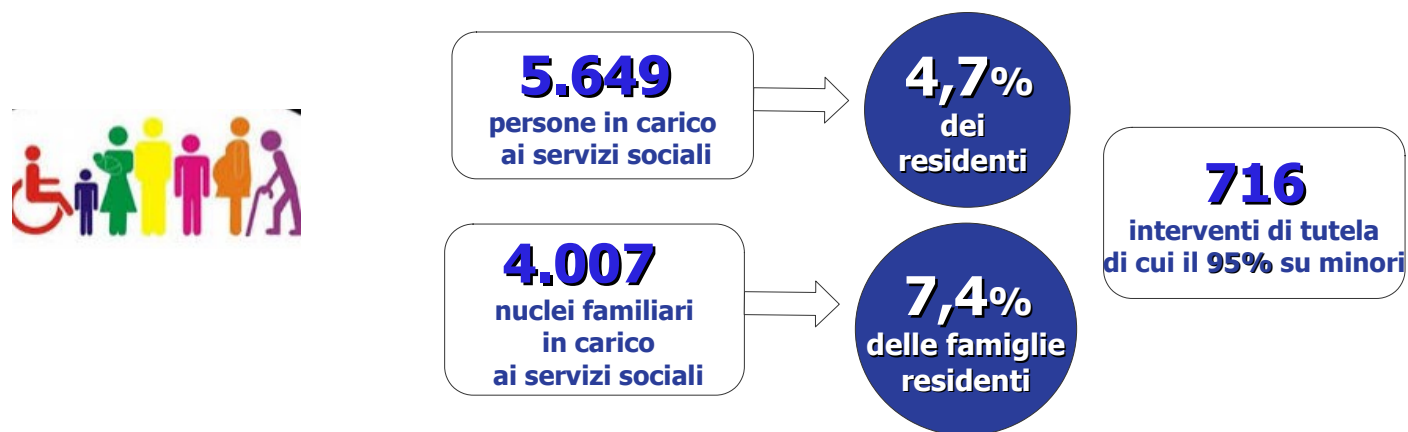 5.649
persone in carico
ai servizi sociali
4,7%
dei
residenti
4.007
nuclei familiari
in carico
ai servizi sociali
7,4%
delle famiglie
residenti
716
interventi di tutela
di cui il 95% su minori